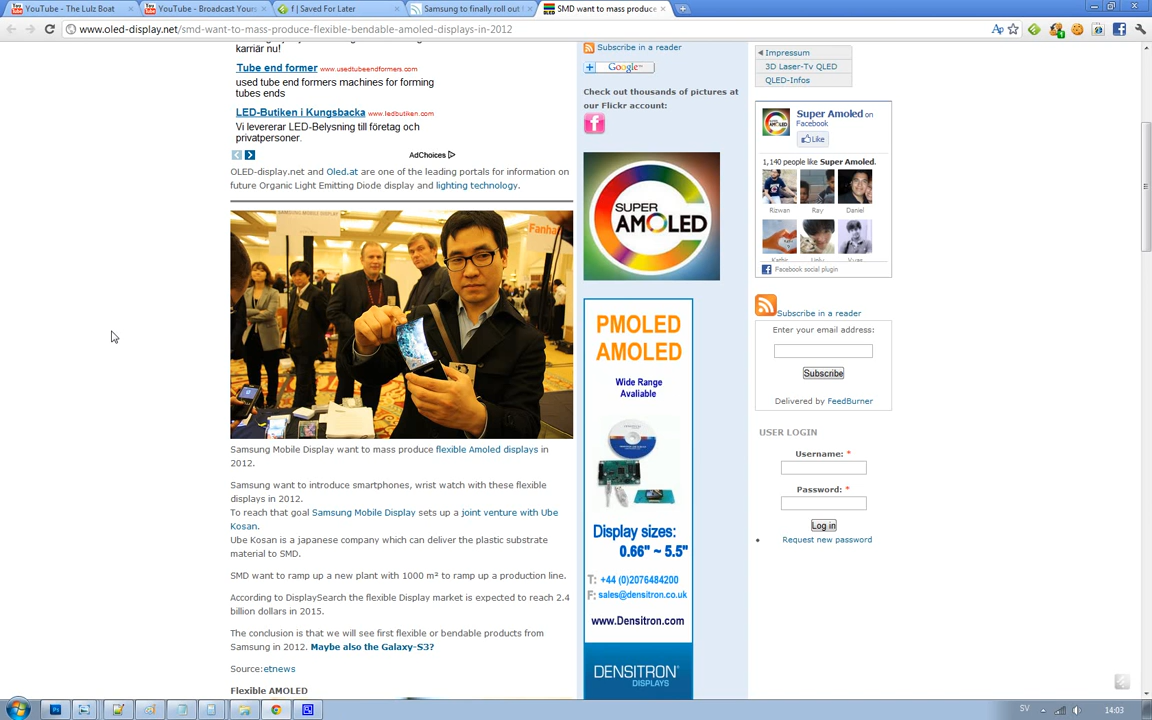 YouTube - The Lulz Boat
YouTube - Broadcast Yours
f | Saved For Later
Samsung to finally roll out
SMD want to mass produce
www.oled-display.net/smd-want-to-mass-produce-flexible-bendable-amoled-displays-in-2012
karriär nu!
Tube end former www.usedtubeendformers.com
used tube end formers machines for forming
tubes ends
LED-Butiken i Kungsbacka www.ledbutiken.com
Vi levererar LED-Belysning till företag och
privatpersoner.
AdChoices
OLED-display.net and Oled.at are one of the leading portals for information on
future Organic Light Emitting Diode display and lighting technology.
SAMSUNG MOBILE DISPLAY
Fanha
Samsung Mobile Display want to mass produce flexible Amoled displays in
2012.
Samsung want to introduce smartphones, wrist watch with these flexible
displays in 2012.
To reach that goal Samsung Mobile Display sets up a joint venture with Ube
Kosan.
Ube Kosan is a japanese company which can deliver the plastic substrate
material to SMD.
SMD want to ramp up a new plant with 1000 m² to ramp up a production line.
According to DisplaySearch the flexible Display market is expected to reach 2.4
billion dollars in 2015.
The conclusion is that we will see first flexible or bendable products from
Samsung in 2012. Maybe also the Galaxy-S3?
Source:etnews
Flexible AMOLED
Subscribe in a reader
Google
Check out thousands of pictures at
our Flickr account:
SUPER
AMOLED
PMOLED
AMOLED
Wide Range
Avaliable
Display sizes:
0.66" ~ 5.5"
T: +44 (0)2076484200
F: sales@densitron.co.uk
www.Densitron.com
DENSITRON
DISPLAYS
Impressum
3D Laser-Tv QLED
QLED-Infos
Super Amoled on
Facebook
Like
1,140 people like Super Amoled.
Rizwan Ray Daniel
Facebook social plugin
Subscribe in a reader
Enter your email address:
Subscribe
Delivered by FeedBurner
USER LOGIN
Username: *
Password: *
Log in
Request new password
SV
14:03